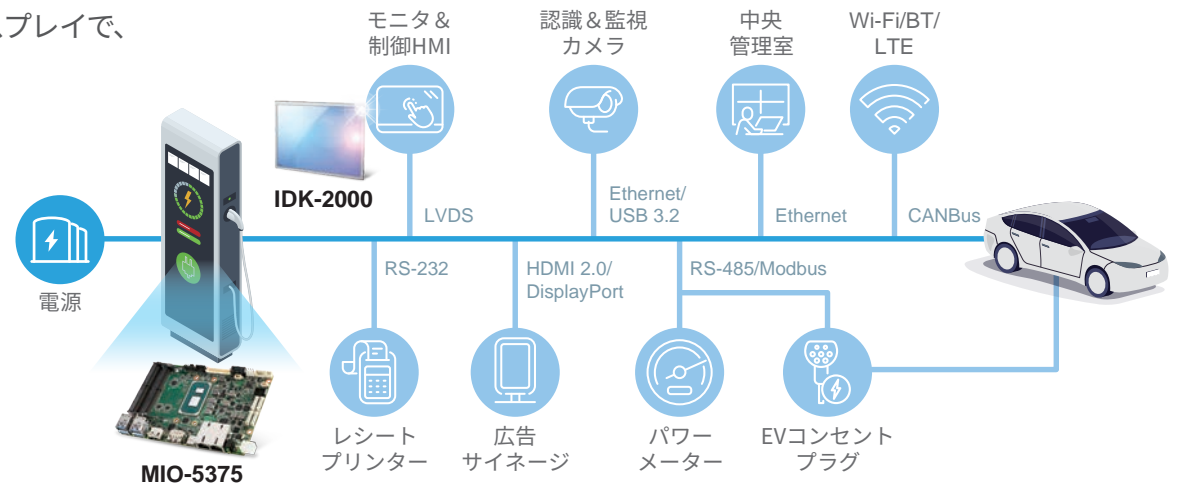 スプレイで、
モニタ＆
制御HMI
認識＆監視
カメラ
中央
管理室
Wi-Fi/BT/
LTE
IDK-2000
LVDS
Ethernet/
USB 3.2
Ethernet
CANBus
電源
RS-232
HDMI 2.0/
DisplayPort
RS-485/Modbus
MIO-5375
レシート
プリンター
広告
サイネージ
パワー
メーター
EVコンセント
プラグ